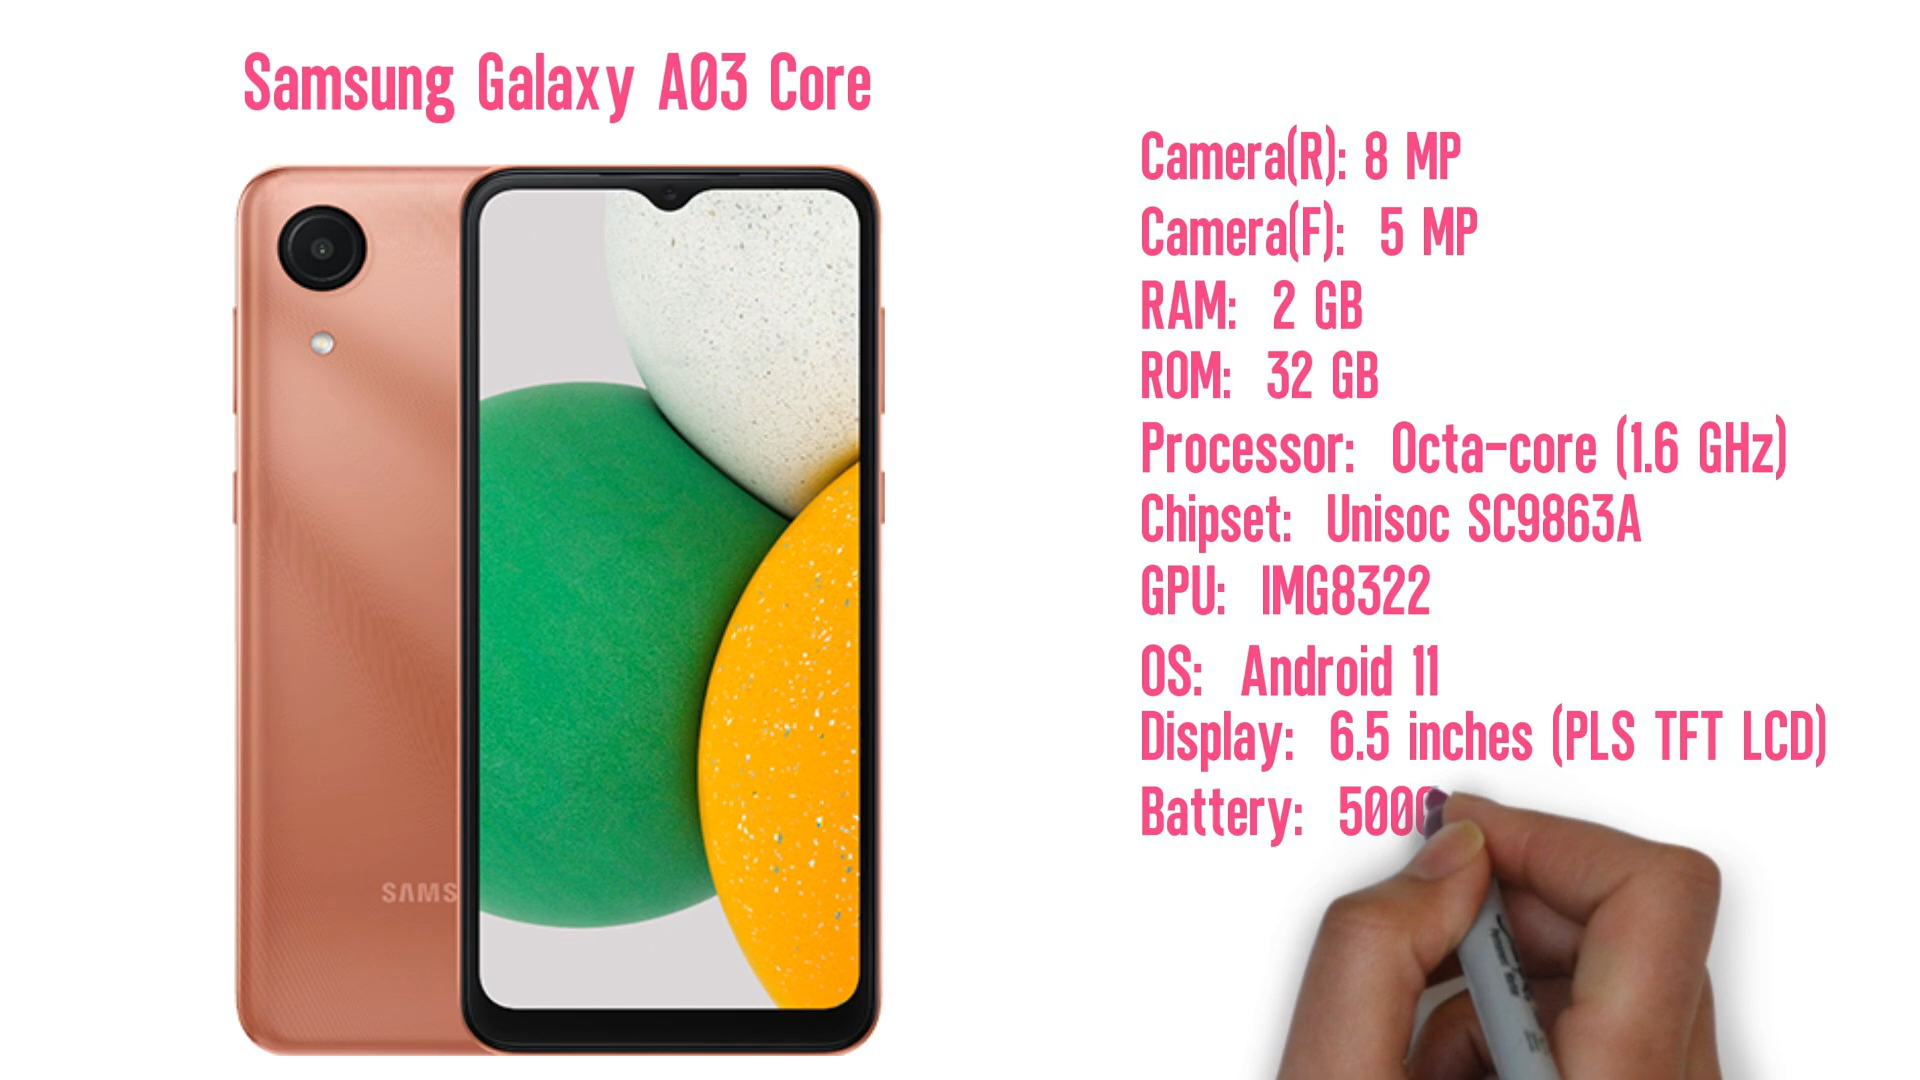 Samsung Galaxy A03 Core
Camera(R): 8 MP
Camera(F): 5 MP
RAM: 2 GB
ROM: 32 GB
Processor: Octa-core (1.6 GHz)
Chipset: Unisoc SC9863A
GPU: IMG8322
OS: Android 11
Display: 6.5 inches (PLS TFT LCD)
Battery: 5000
SAMS